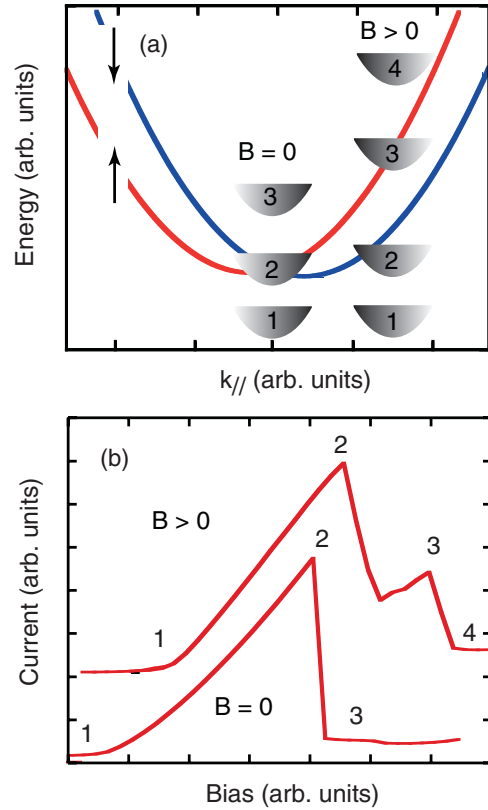 (a)
B > 0
4
B = 0
3
3
2
2
1
1
Energy (arb. units)
k// (arb. units)
(b)
2
B > 0
2
3
1
4
1
B = 0
3
Current (arb. units)
Bias (arb. units)